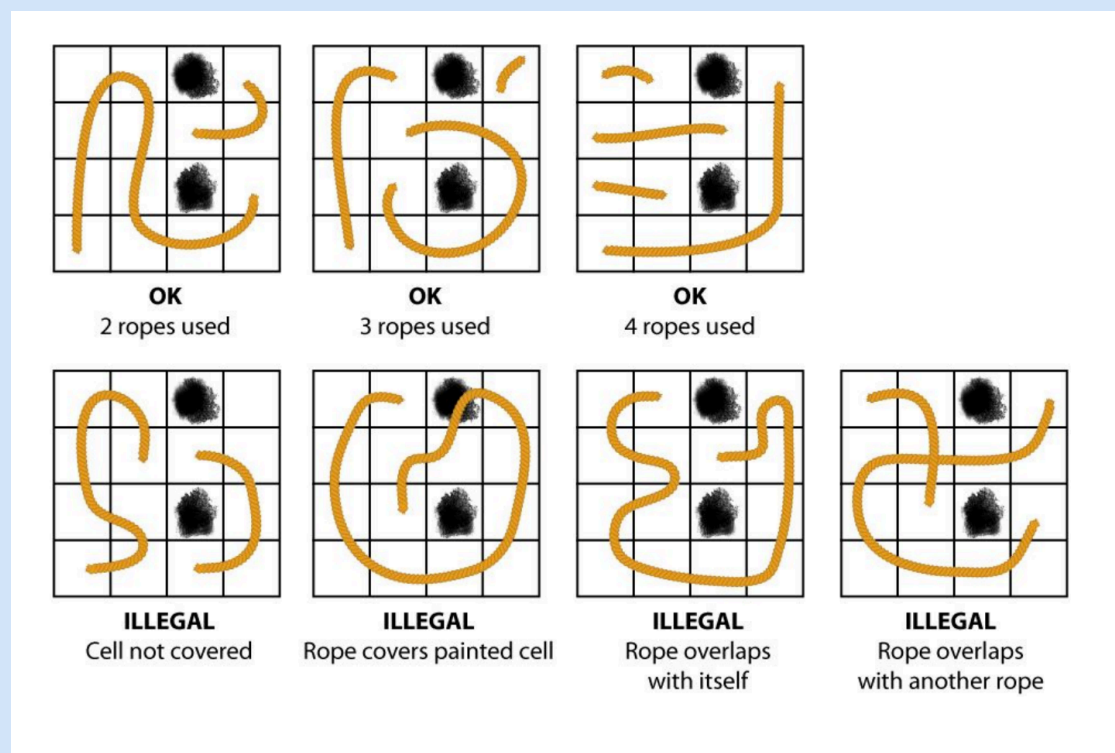 OK
2 ropes used
OK
3 ropes used
OK
4 ropes used
ILLEGAL
Cell not covered
ILLEGAL
Rope covers painted cell
ILLEGAL
Rope overlaps
with itself
ILLEGAL
Rope overlaps
with another rope